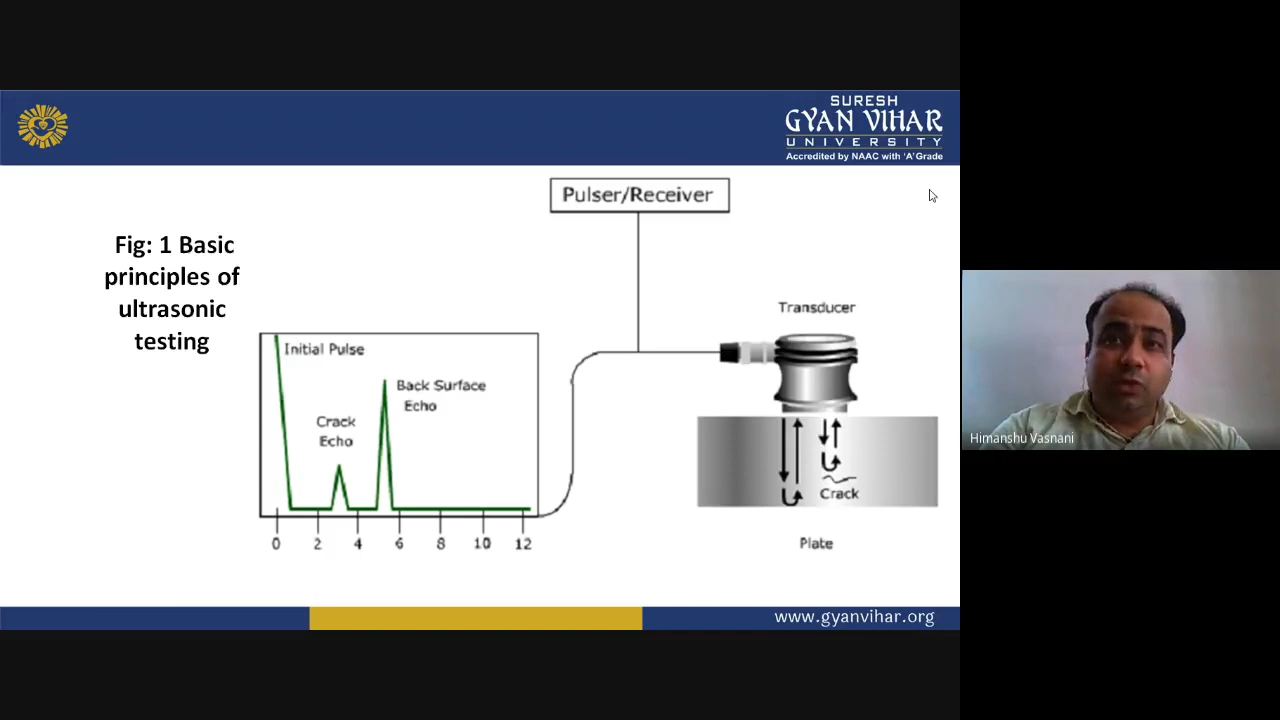 SURESH
GYAN VIHAR
UNIVERSITY
Accredited by NAAC with 'A' Grade
Pulser/Receiver
Fig: 1 Basic
principles of
ultrasonic
testing
Transducer
Initial Pulse
Back Surface
Echo
Crack
Echo
Crack
0 2 4 6 8 10 12
Plate
Himanshu Vasnani
www.gyanvihar.org